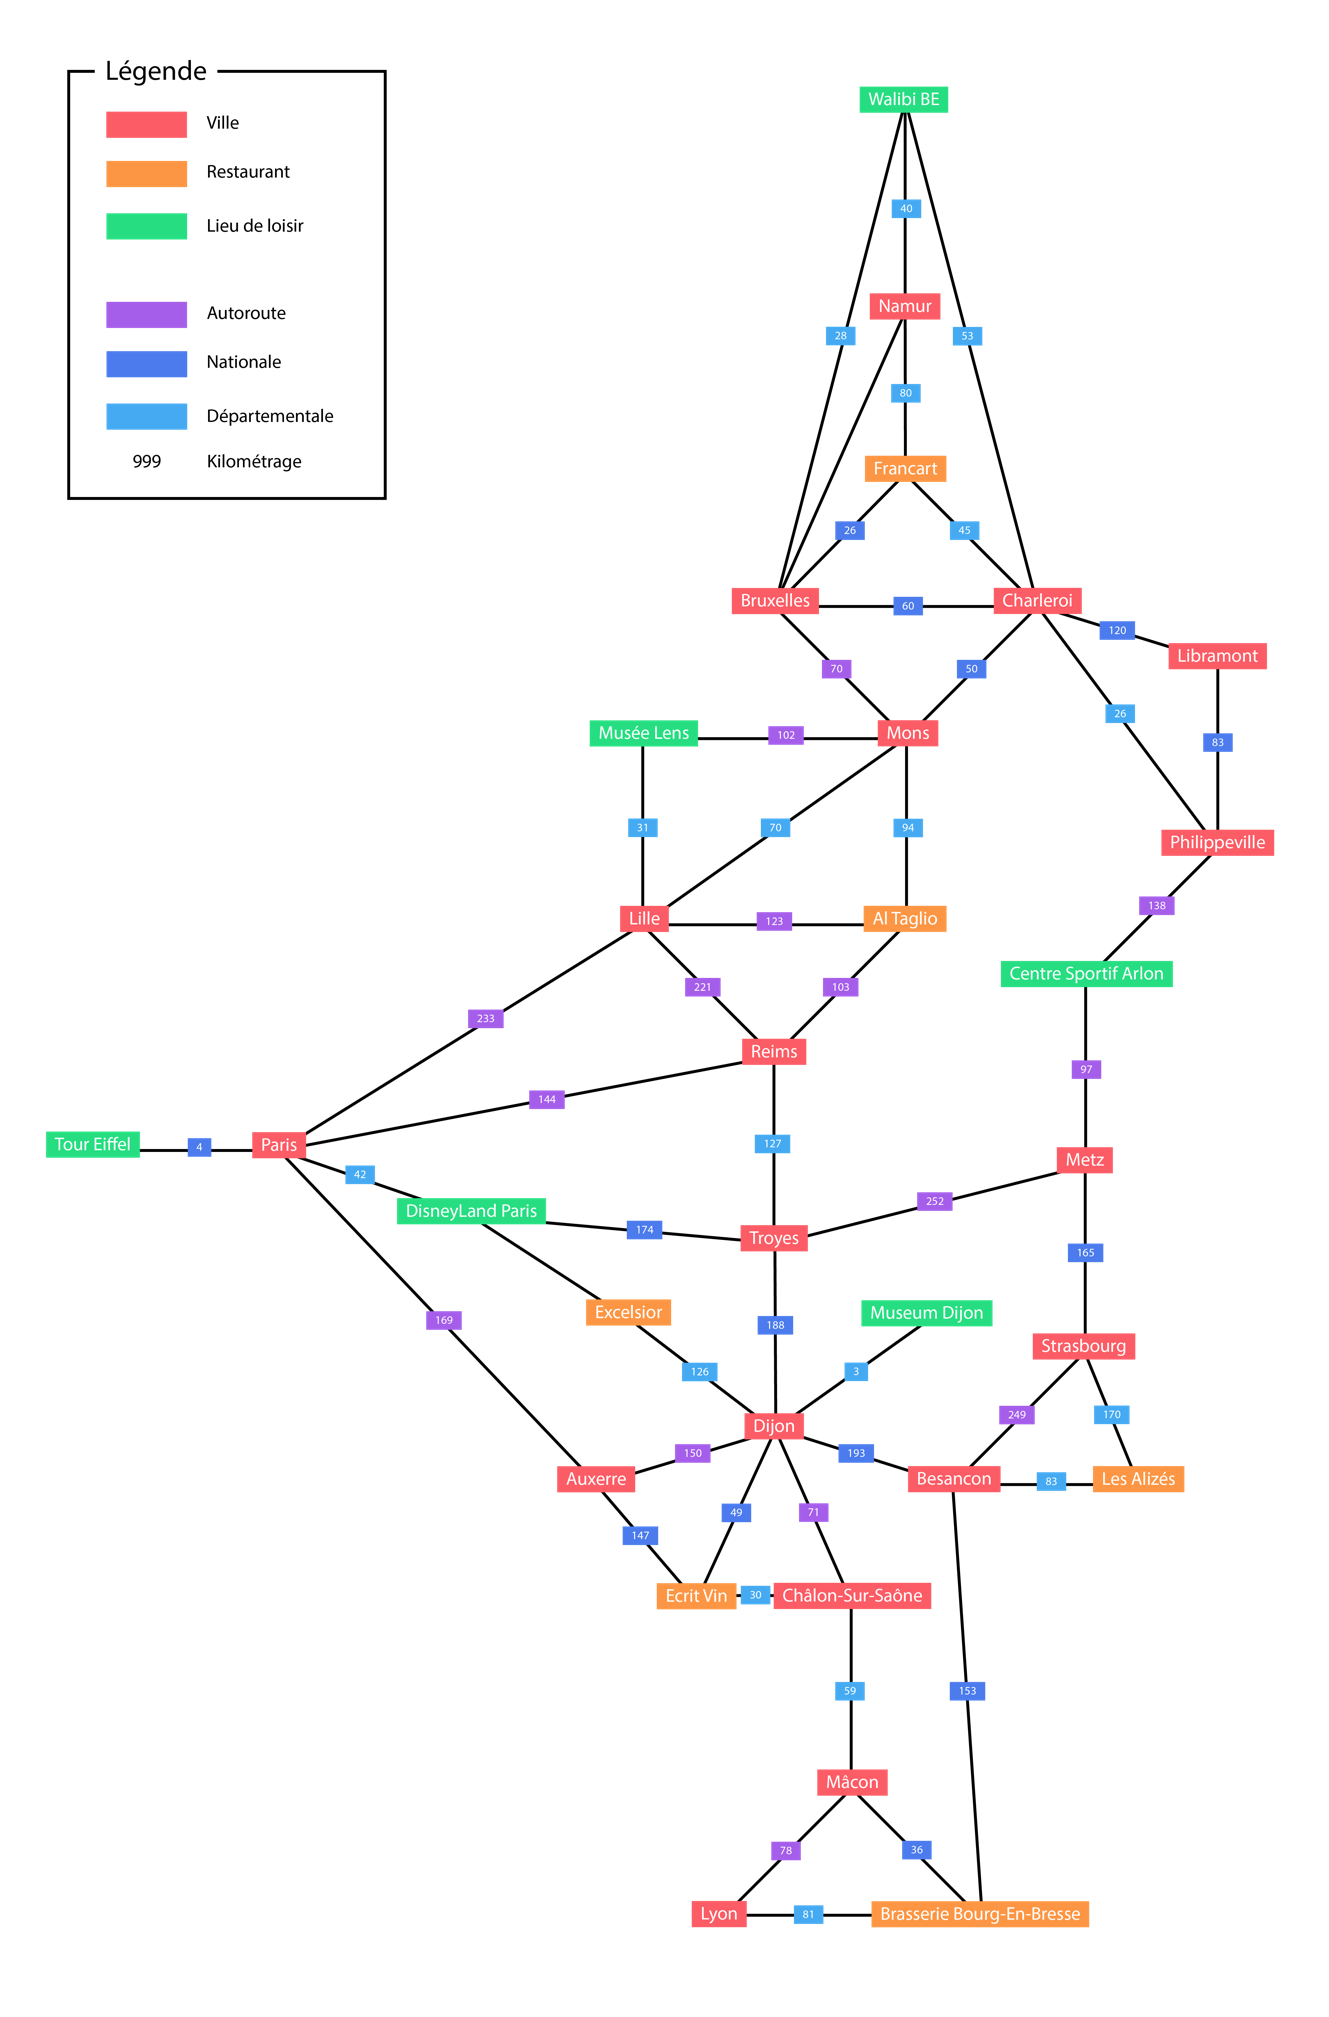 Légende
Ville
Restaurant
Lieu de loisir
Autoroute
Nationale
Départementale
999 Kilométrage
Walibi BE
40
Namur
28
53
80
Francart
26
45
Bruxelles
60
Charleroi
120
Libramont
70
50
26
Musée Lens
102
Mons
83
31
70
94
Philippeville
138
Lille
123
Al Taglio
Centre Sportif Arlon
221
103
233
Reims
97
144
Tour Eiffel
4
Paris
127
Metz
42
252
DisneyLand Paris
174
Troyes
165
Excelsior
188
Museum Dijon
169
Strasbourg
126
3
249
170
Dijon
150
193
Auxerre
Besancon
83
Les Alizés
49
71
147
Ecrit Vin
30
Châlon-Sur-Saône
59
153
Mâcon
78
36
Lyon
81
Brasserie Bourg-En-Bresse